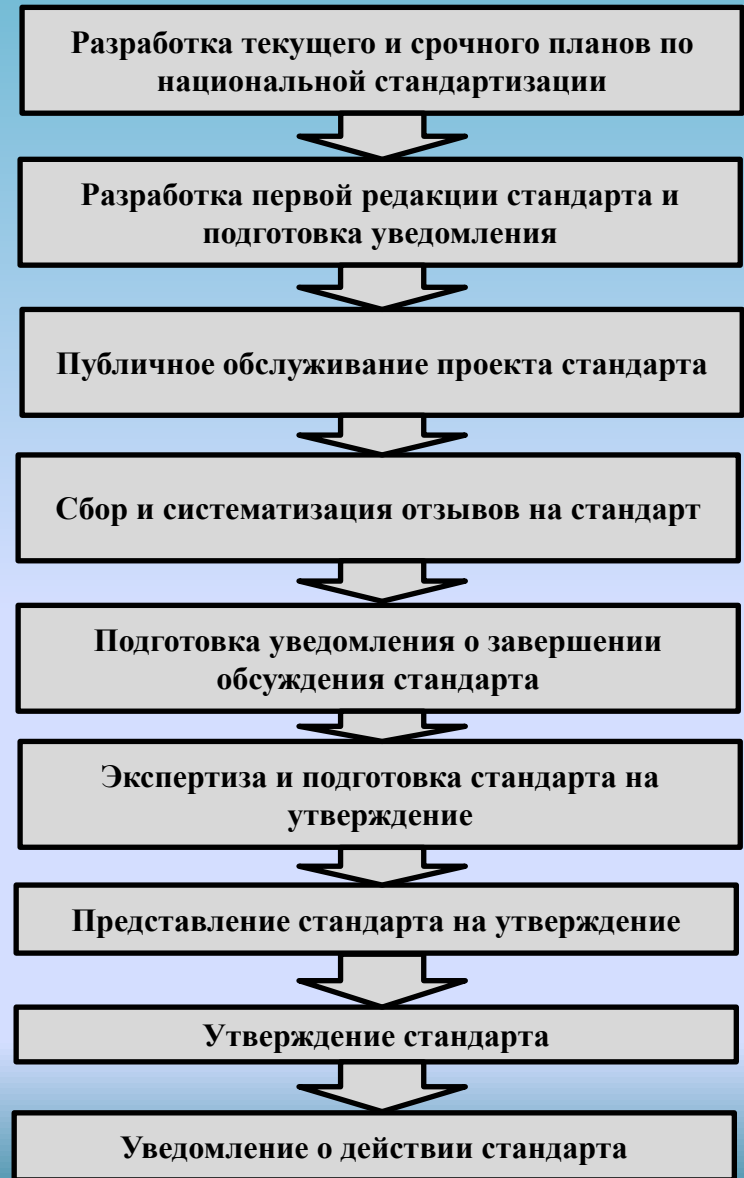 Разработка текущего и срочного планов по
национальной стандартизации
Разработка первой редакции стандарта и
подготовка уведомления
Публичное обслуживание проекта стандарта
Сбор и систематизация отзывов на стандарт
Подготовка уведомления о завершении
обсуждения стандарта
Экспертиза и подготовка стандарта на
утверждение
Представление стандарта на утверждение
Утверждение стандарта
Уведомление о действии стандарта